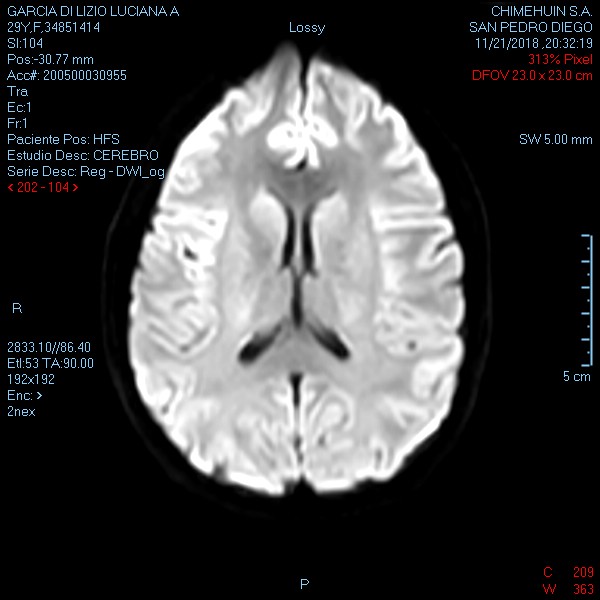 GARCIA DI LIZIO LUCIANA A
29Y,F,34851414
SI:104
Pos:-30.77 mm
Acc#: 200500030955
Tra
Ec:1
Fr:1
Paciente Pos: HFS
Estudio Desc: CEREBRO
Serie Desc: Reg - DWI_og
< 202 - 104 >
Lossy
CHIMEHUIN S.A.
SAN PEDRO DIEGO
11/21/2018 ,20:32:19
313% Pixel
DFOV 23.0 x 23.0 cm
SW 5.00 mm
R
5 cm
2833.10//86.40
Etl:53 TA:90.00
192x192
Enc: >
2nex
P
C 209
W 363